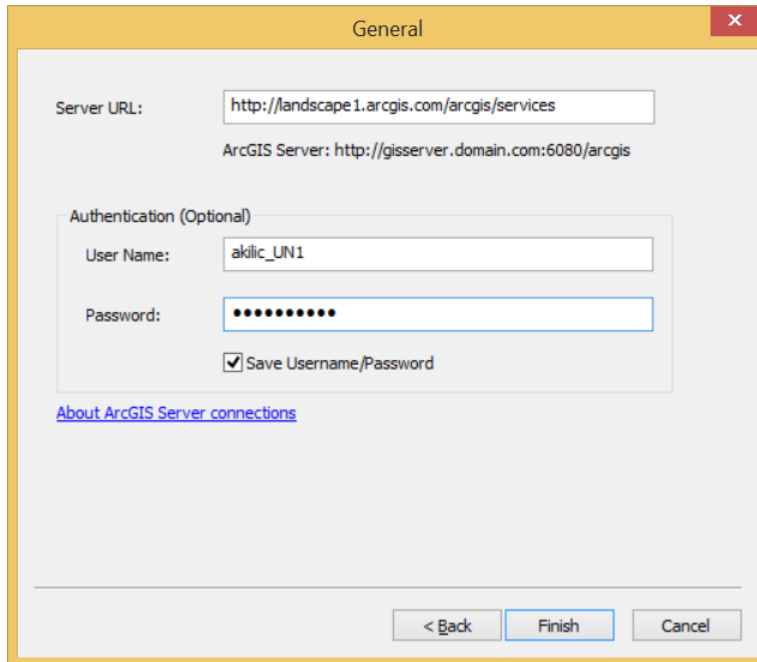 General
Server URL: http://landscape1.arcgis.com/arcgis/services
ArcGIS Server: http://gisserver.domain.com:6080/arcgis
Authentication (Optional)
User Name: akilic_UN1
Password: ●●●●●●●●●●
Save Username/Password
About ArcGIS Server connections
< Back Finish Cancel